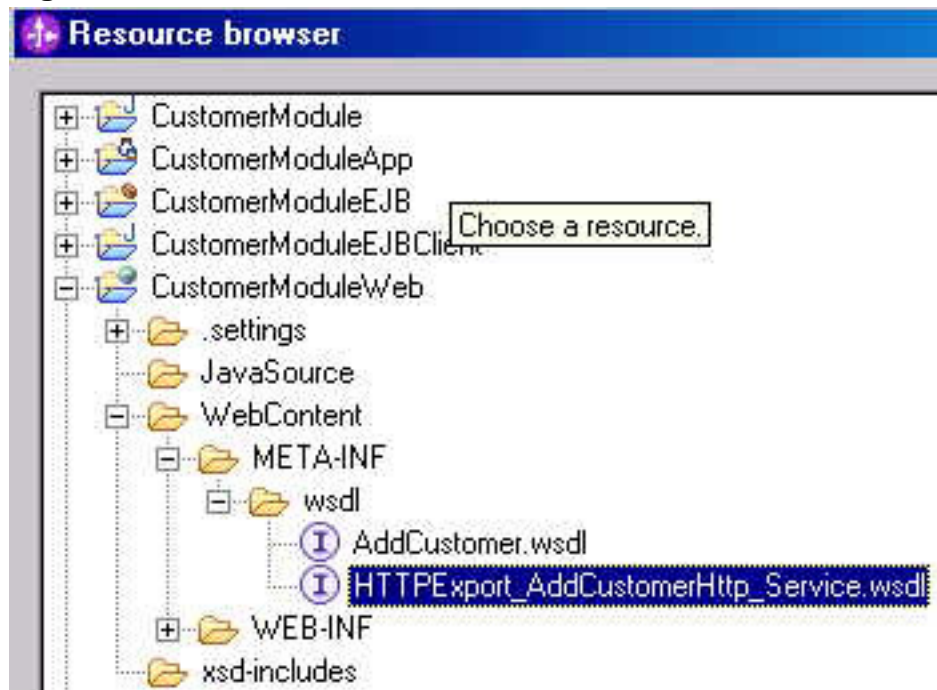 Resource browser
CustomerModule
CustomerModuleApp
CustomerModuleEJB
Choose a resource.
CustomerModuleEJBClient
CustomerModuleWeb
.settings
JavaSource
WebContent
META-INF
wsdl
AddCustomer.wsdl
HTTPExport_AddCustomerHttp_Service.wsdl
WEB-INF
xsd-includes